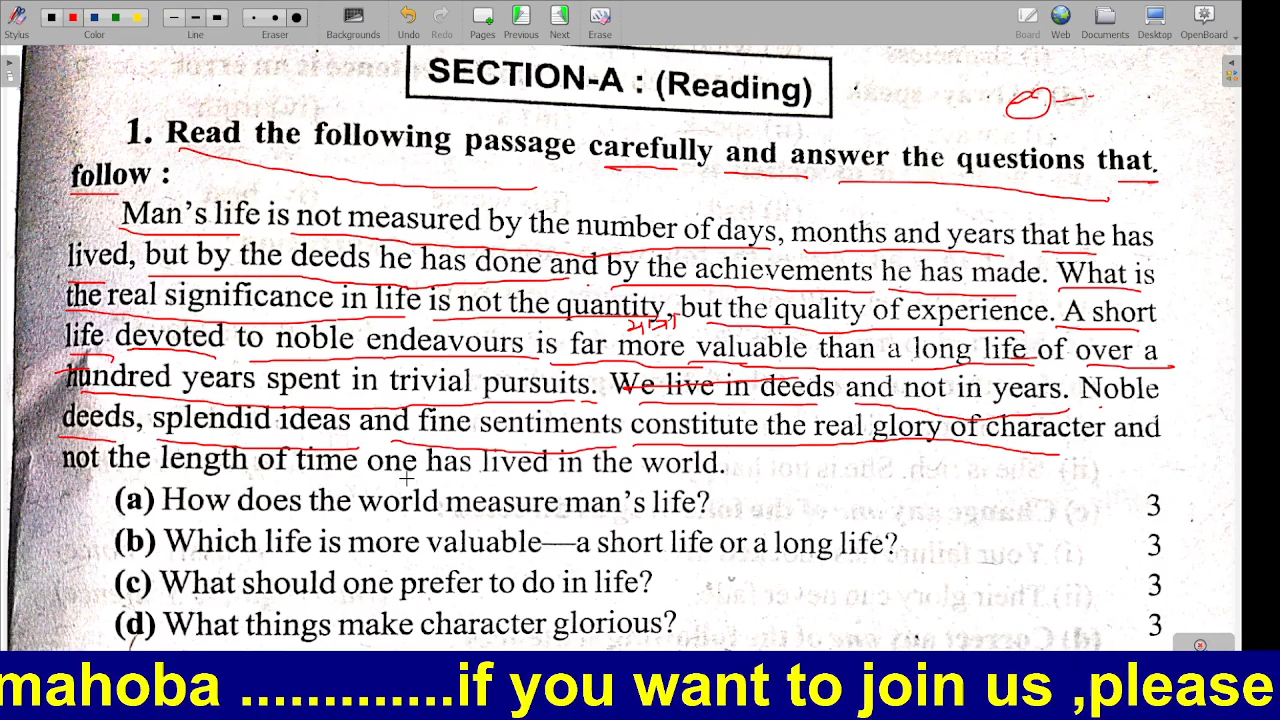 Stylus Color Line Eraser Backgrounds Undo Redo Pages Previous Next Erase Board Web Documents Desktop OpenBoard
SECTION-A : (Reading)
1. Read the following passage carefully and answer the questions that
follow :
Man's life is not measured by the number of days, months and years that he has
lived, but by the deeds he has done and by the achievements he has made. What is
the real significance in life is not the quantity, but the quality of experience. A short
life devoted to noble endeavours is far more valuable than a long life of over a
hundred years spent in trivial pursuits. We live in deeds and not in years. Noble
deeds, splendid ideas and fine sentiments constitute the real glory of character and
not the length of time one has lived in the world.
(a) How does the world measure man's life? 3
(b) Which life is more valuable—a short life or a long life? 3
(c) What should one prefer to do in life? 3
(d) What things make character glorious? 3
mahoba .............if you want to join us ,please